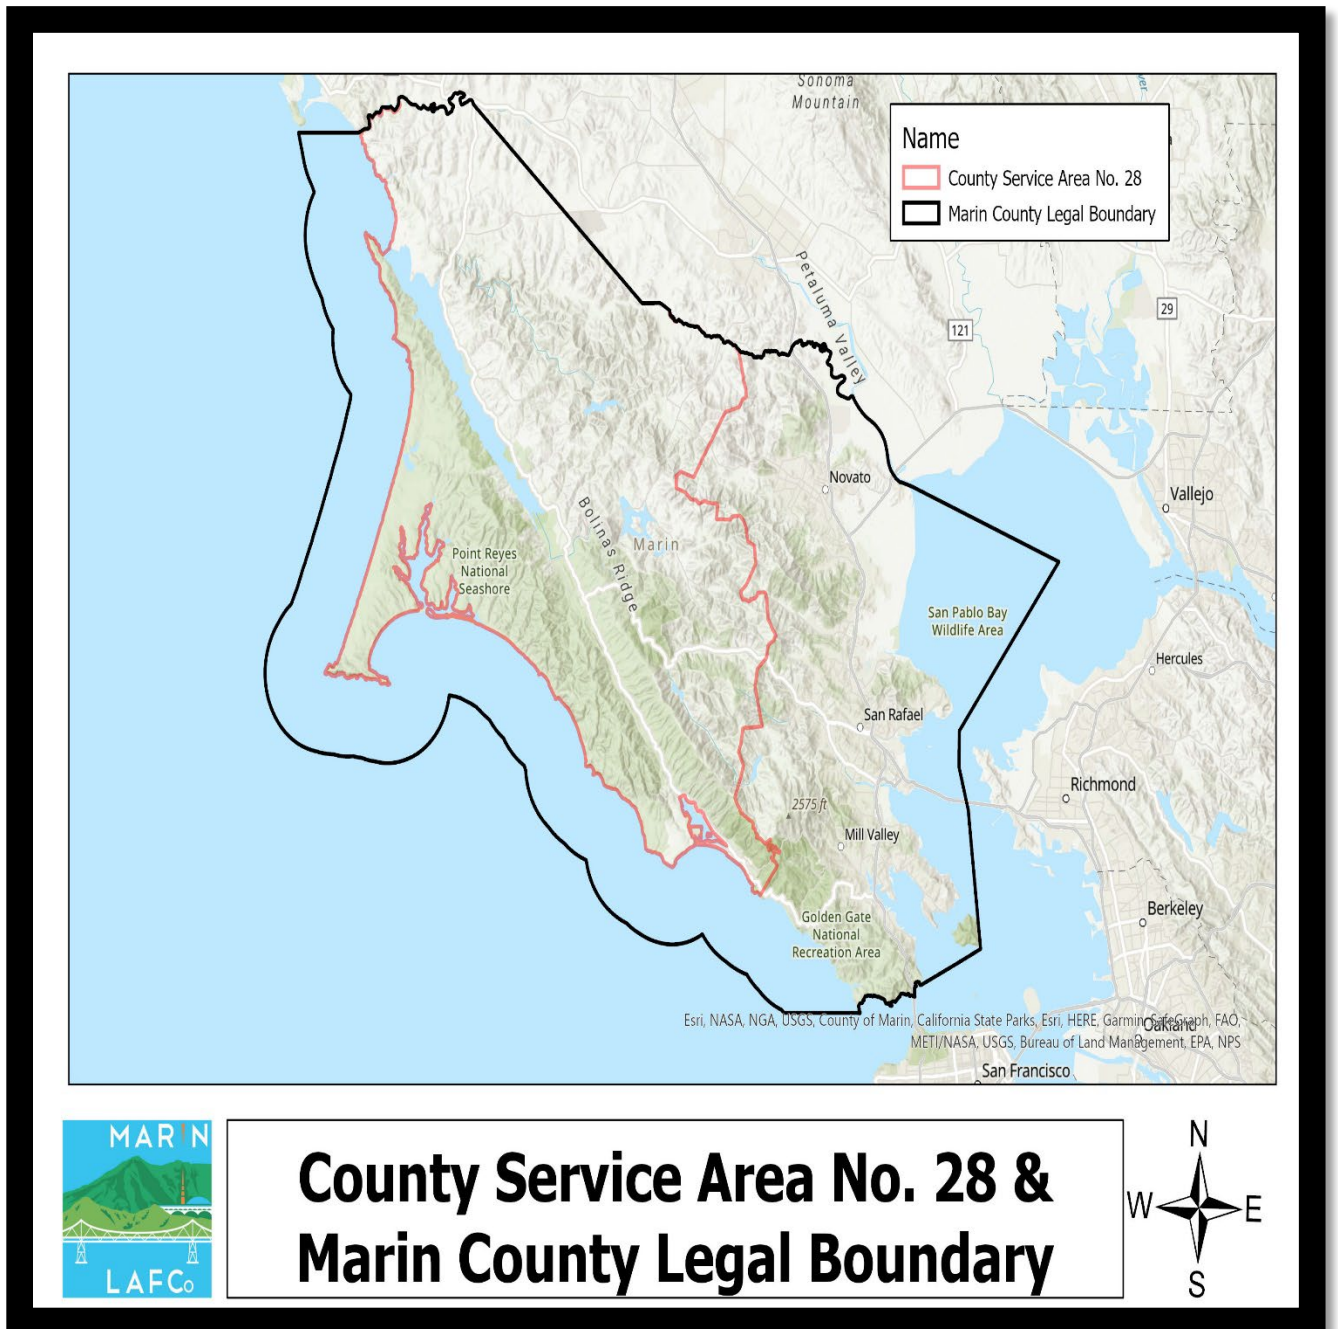 Sonoma
Mountain
Name
County Service Area No. 28
Marin County Legal Boundary
Petaluma Valley
29
121
Novato
Vallejo
Bolinas Ridge
Marin
Point Reyes
National
Seashore
San Pablo Bay
Wildlife Area
Hercules
San Rafael
Richmond
2575 ft
Mill Valley
Berkeley
Golden Gate
National
Recreation Area
Esri, NASA, NGA, USGS, County of Marin, California State Parks, Esri, HERE, Garmin, SafeGraph, FAO,
Oakland
METI/NASA, USGS, Bureau of Land Management, EPA, NPS
San Francisco
MARIN
LAFCo
County Service Area No. 28 &
Marin County Legal Boundary
N
W E
S